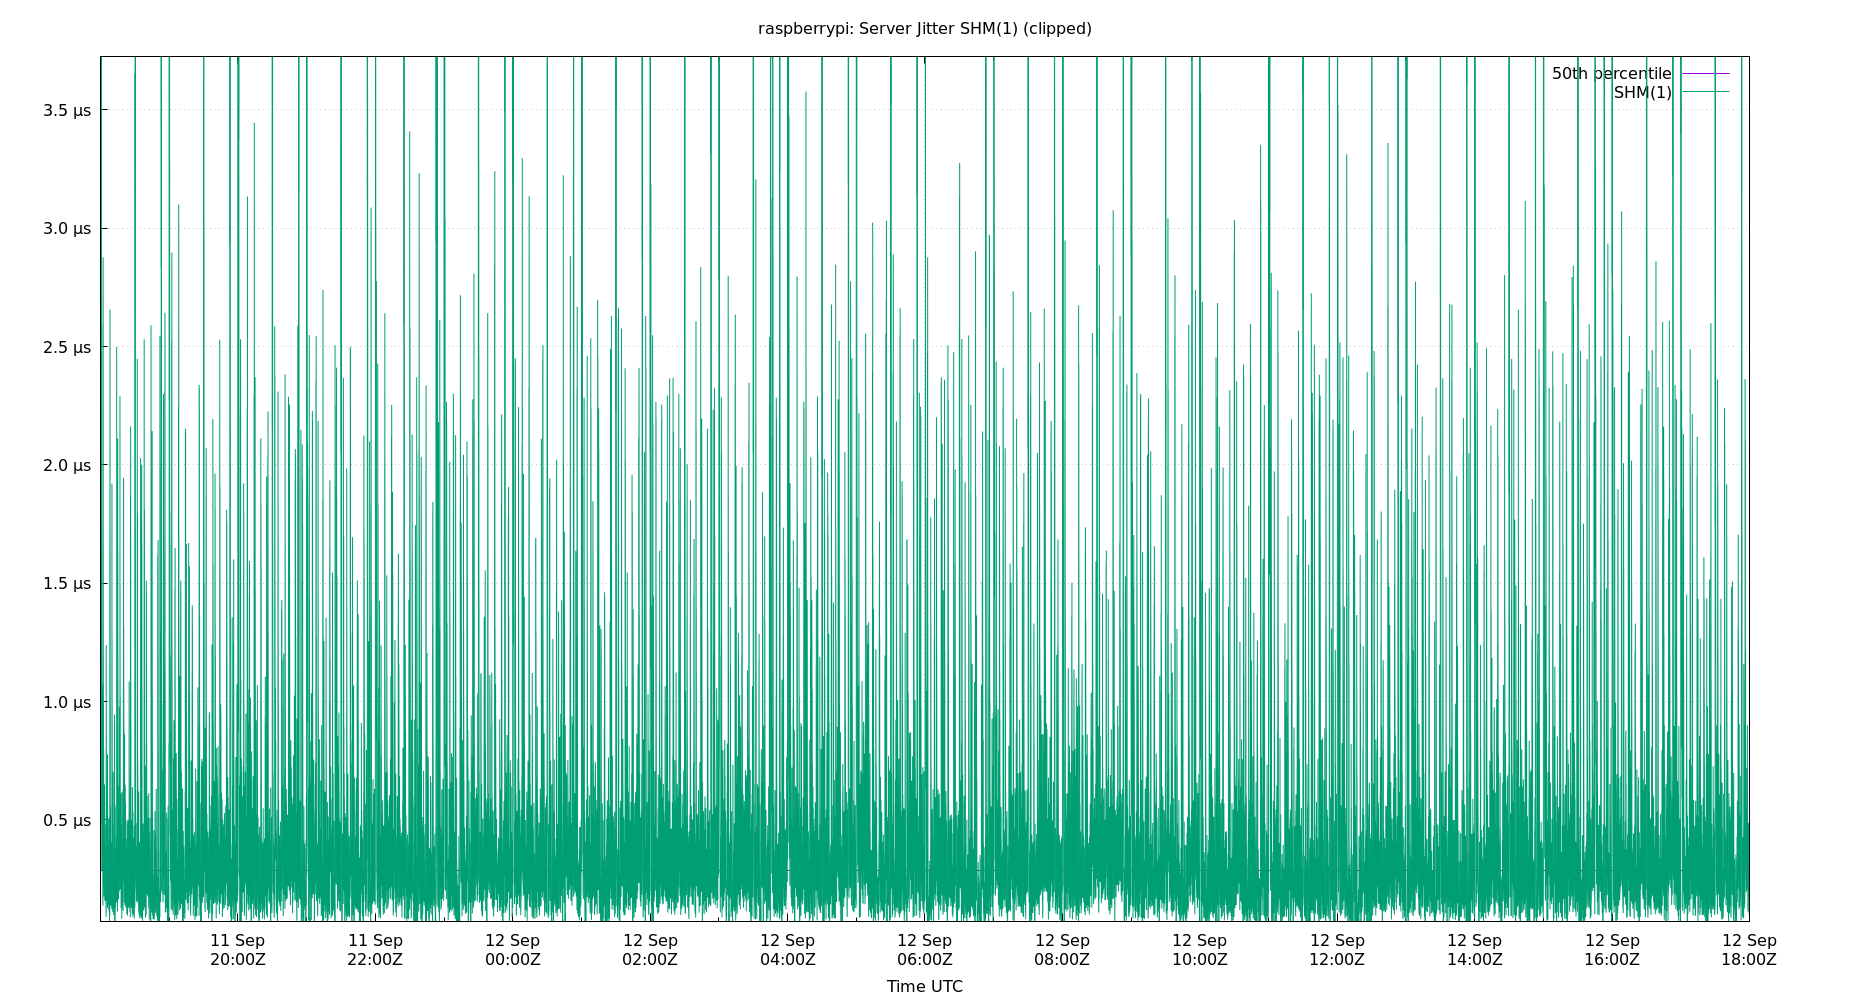 raspberrypi: Server Jitter SHM(1) (clipped)
50th percentile
SHM(1)
3.5 µs
3.0 µs
2.5 µs
2.0 µs
1.5 µs
1.0 µs
0.5 µs
11 Sep 11 Sep 12 Sep 12 Sep 12 Sep 12 Sep 12 Sep 12 Sep 12 Sep 12 Sep 12 Sep 12 Sep
20:00Z 22:00Z 00:00Z 02:00Z 04:00Z 06:00Z 08:00Z 10:00Z 12:00Z 14:00Z 16:00Z 18:00Z
Time UTC